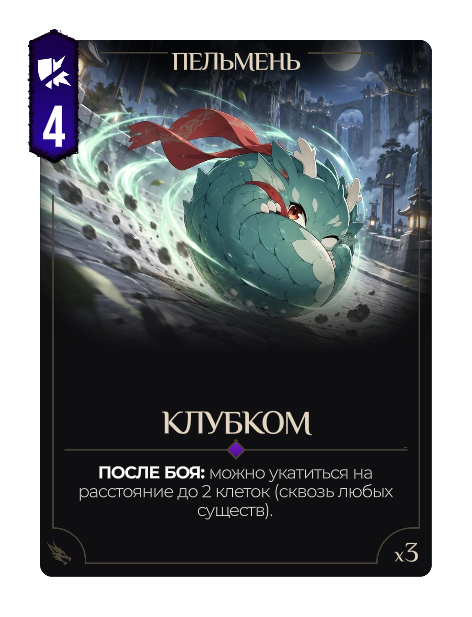 ПЕЛЬМЕНЬ
4
КЛУБКОМ
ПОСЛЕ БОЯ: можно укатиться на
расстояние до 2 клеток (сквозь любых
существ).
x3